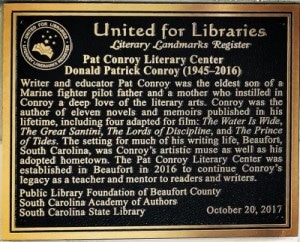 UNITED FOR LIBRARIES
United for Libraries
Literary Landmarks Register
Pat Conroy Literary Center
Donald Patrick Conroy (1945–2016)
Writer and educator Pat Conroy was the eldest son of a
Marine fighter pilot father and a mother who instilled in
Conroy a deep love of the literary arts. Conroy was the
author of eleven novels and memoirs published in his
lifetime, including four adapted for film: The Water Is Wide,
The Great Santini, The Lords of Discipline, and The Prince
of Tides. The setting for much of his writing life, Beaufort,
South Carolina, was Conroy's artistic muse as well as his
adopted hometown. The Pat Conroy Literary Center was
established in Beaufort in 2016 to continue Conroy's
legacy as a teacher and mentor to readers and writers.
Public Library Foundation of Beaufort County
South Carolina Academy of Authors
South Carolina State Library October 20, 2017